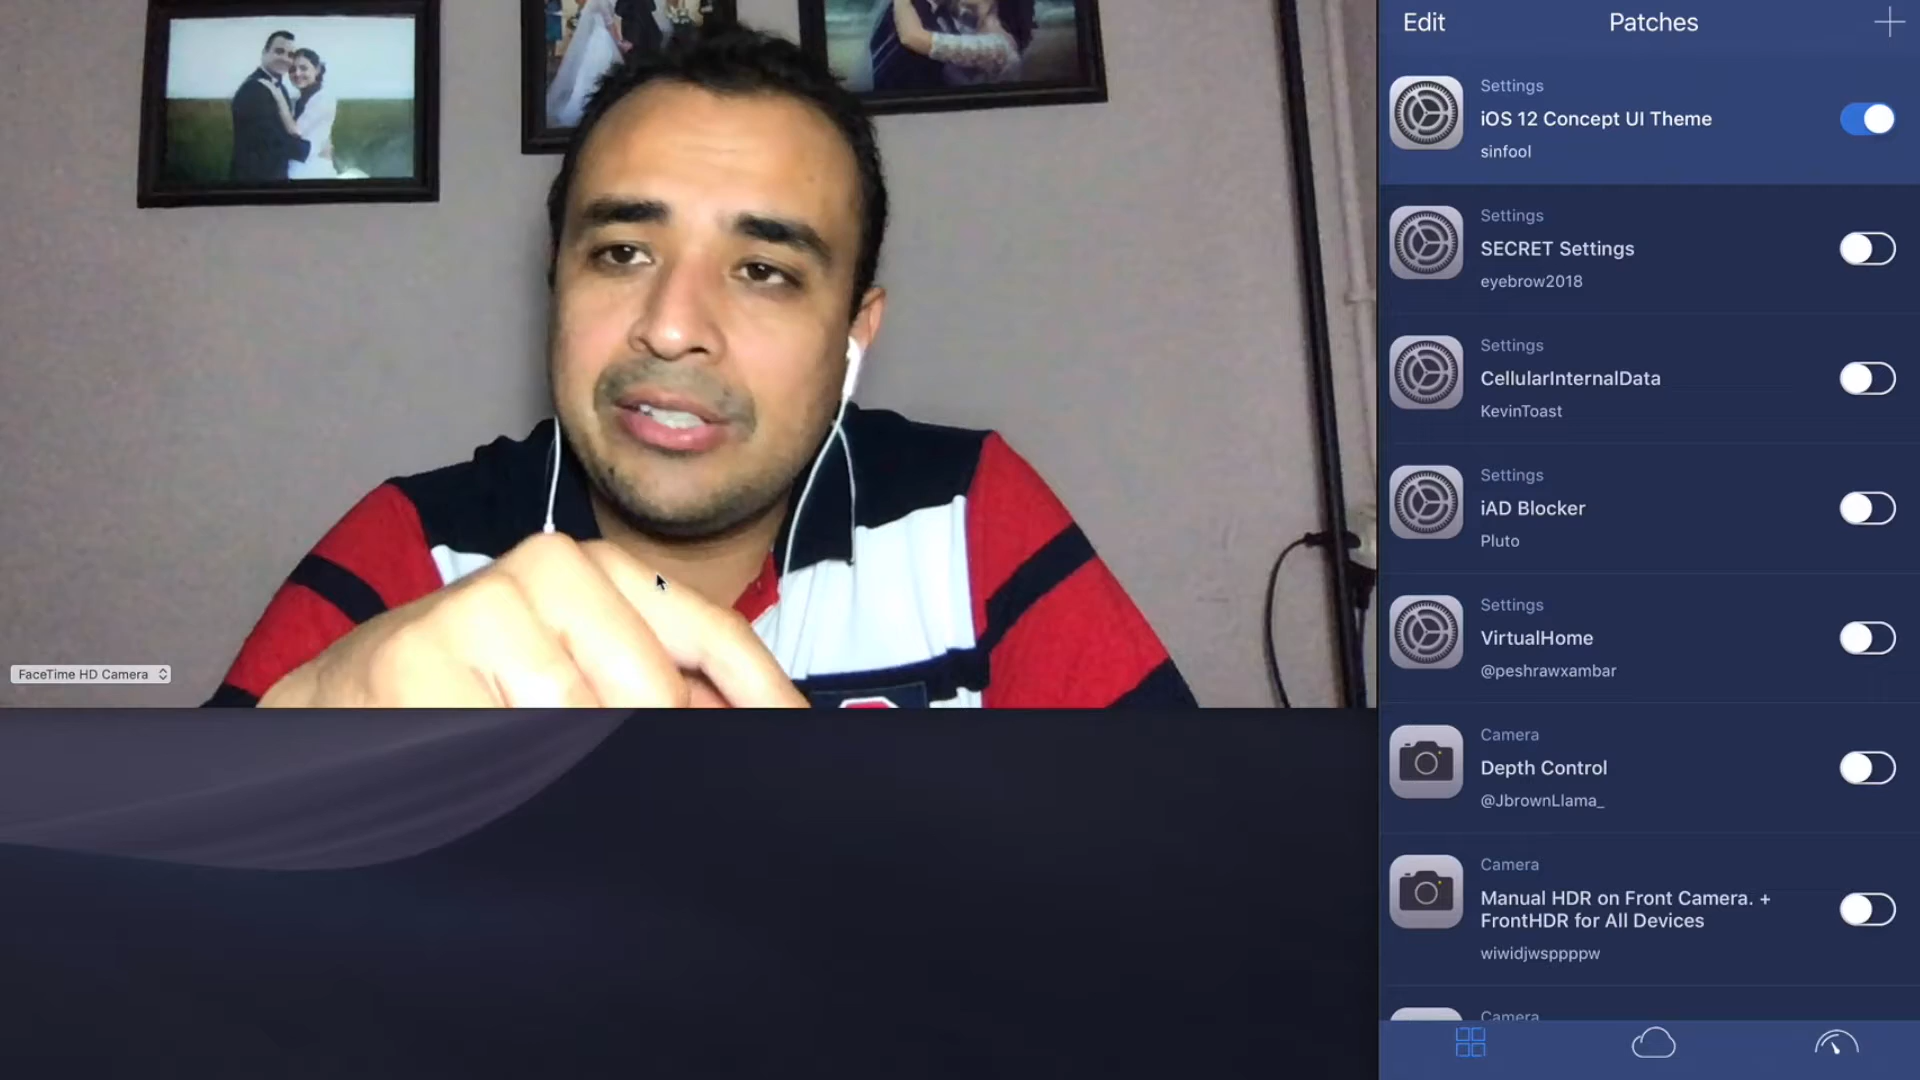 Edit
Patches
Settings
iOS 12 Concept UI Theme
sinfool
Settings
SECRET Settings
eyebrow2018
Settings
CellularInternalData
KevinToast
Settings
iAD Blocker
Pluto
Settings
VirtualHome
@peshrawxambar
Camera
Depth Control
@JbrownLlama_
Camera
Manual HDR on Front Camera. +
FrontHDR for All Devices
wiwidjwsppppw
Camera
FaceTime HD Camera